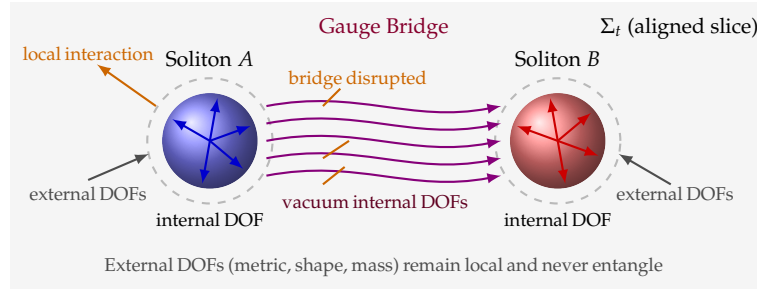 Gauge Bridge
Σt (aligned slice)
local interaction
Soliton A
bridge disrupted
Soliton B
external DOFs
external DOFs
internal DOF
vacuum internal DOFs
internal DOF
External DOFs (metric, shape, mass) remain local and never entangle